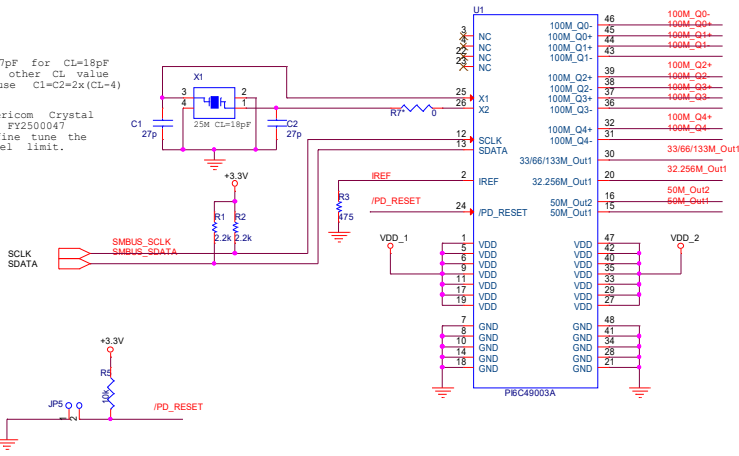 7pF for CL=18pF
other CL value
use C1=C2=2x(CL-4)
ericom Crystal
FY2500047
fine tune the
el limit.
X1
3
2
4
1
25M CL=18pF
C1
27p
C2
27p
R7*
0
U1
3
NC
4
NC
22
NC
23
NC
25
X1
26
X2
12
SCLK
13
SDATA
2
IREF
24
/PD_RESET
IREF
/PD_RESET
R3
475
+3.3V
R1
R2
2.2k
2.2k
SMBUS_SCLK
SMBUS_SDATA
SCLK
SDATA
VDD_1
VDD_2
1 VDD
5 VDD
6 VDD
9 VDD
11 VDD
17 VDD
19 VDD
7 GND
8 GND
10 GND
14 GND
18 GND
100M_Q0- 46 100M_Q0-
100M_Q0+ 45 100M_Q0+
100M_Q1+ 44 100M_Q1+
100M_Q1- 43 100M_Q1-
100M_Q2+ 39 100M_Q2+
100M_Q2- 38 100M_Q2-
100M_Q3+ 37 100M_Q3+
100M_Q3- 36 100M_Q3-
100M_Q4+ 32 100M_Q4+
100M_Q4- 31 100M_Q4-
33/66/133M_Out1 30 33/66/133M_Out1
32.256M_Out1 20 32.256M_Out1
50M_Out2 16 50M_Out2
50M_Out1 15 50M_Out1
VDD 47
VDD 42
VDD 40
VDD 35
VDD 33
VDD 29
VDD 27
GND 48
GND 41
GND 34
GND 28
GND 21
PI6C49003A
+3.3V
R5
10k
JP5
1
2
/PD_RESET